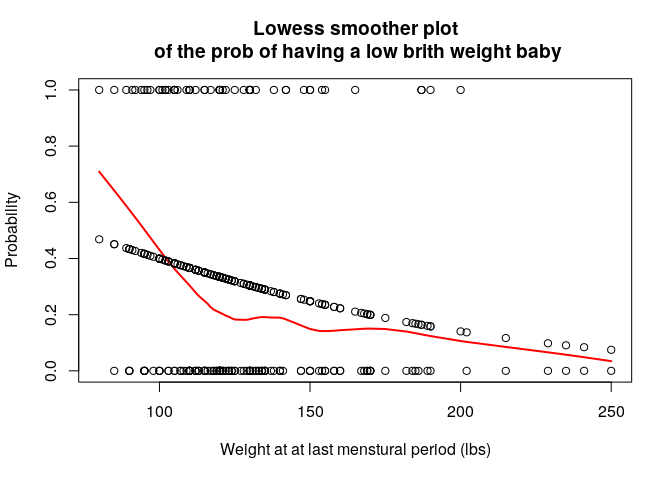 Lowess smoother plot
of the prob of having a low brith weight baby
Probability
1.0
0.8
0.6
0.4
0.2
0.0
100
150
200
250
Weight at at last menstural period (lbs)